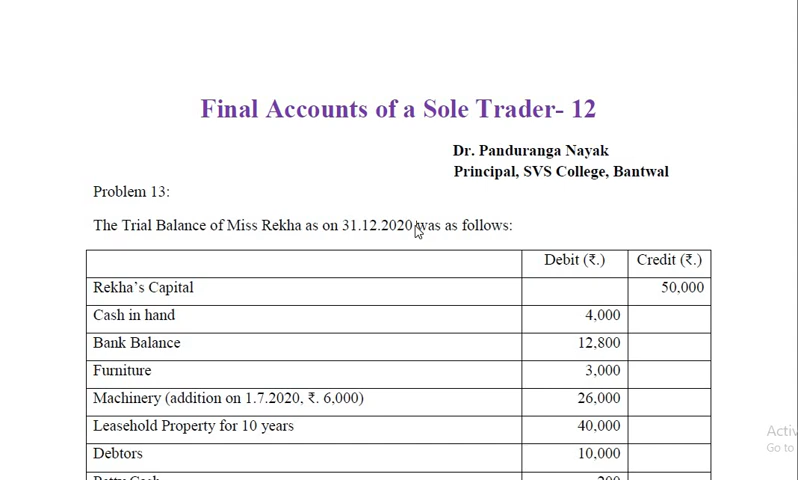 Final Accounts of a Sole Trader- 12
Dr. Panduranga Nayak
Principal, SVS College, Bantwal
Problem 13:
The Trial Balance of Miss Rekha as on 31.12.2020 was as follows:
Debit (₹.) Credit (₹.)
Rekha’s Capital 50,000
Cash in hand 4,000
Bank Balance 12,800
Furniture 3,000
Machinery (addition on 1.7.2020, ₹. 6,000) 26,000
Leasehold Property for 10 years 40,000
Debtors 10,000
Activ
Go to